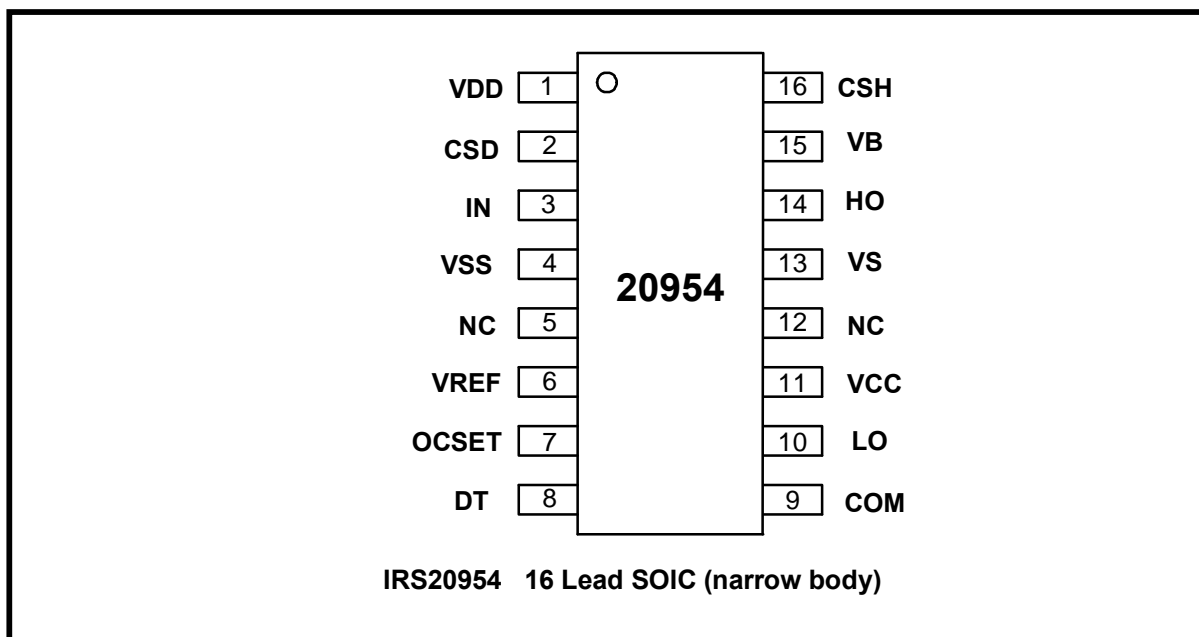 VDD 1 16 CSH
CSD 2 15 VB
IN 3 14 HO
VSS 4 13 VS
20954
NC 5 12 NC
VREF 6 11 VCC
OCSET 7 10 LO
DT 8 9 COM
IRS20954 16 Lead SOIC (narrow body)